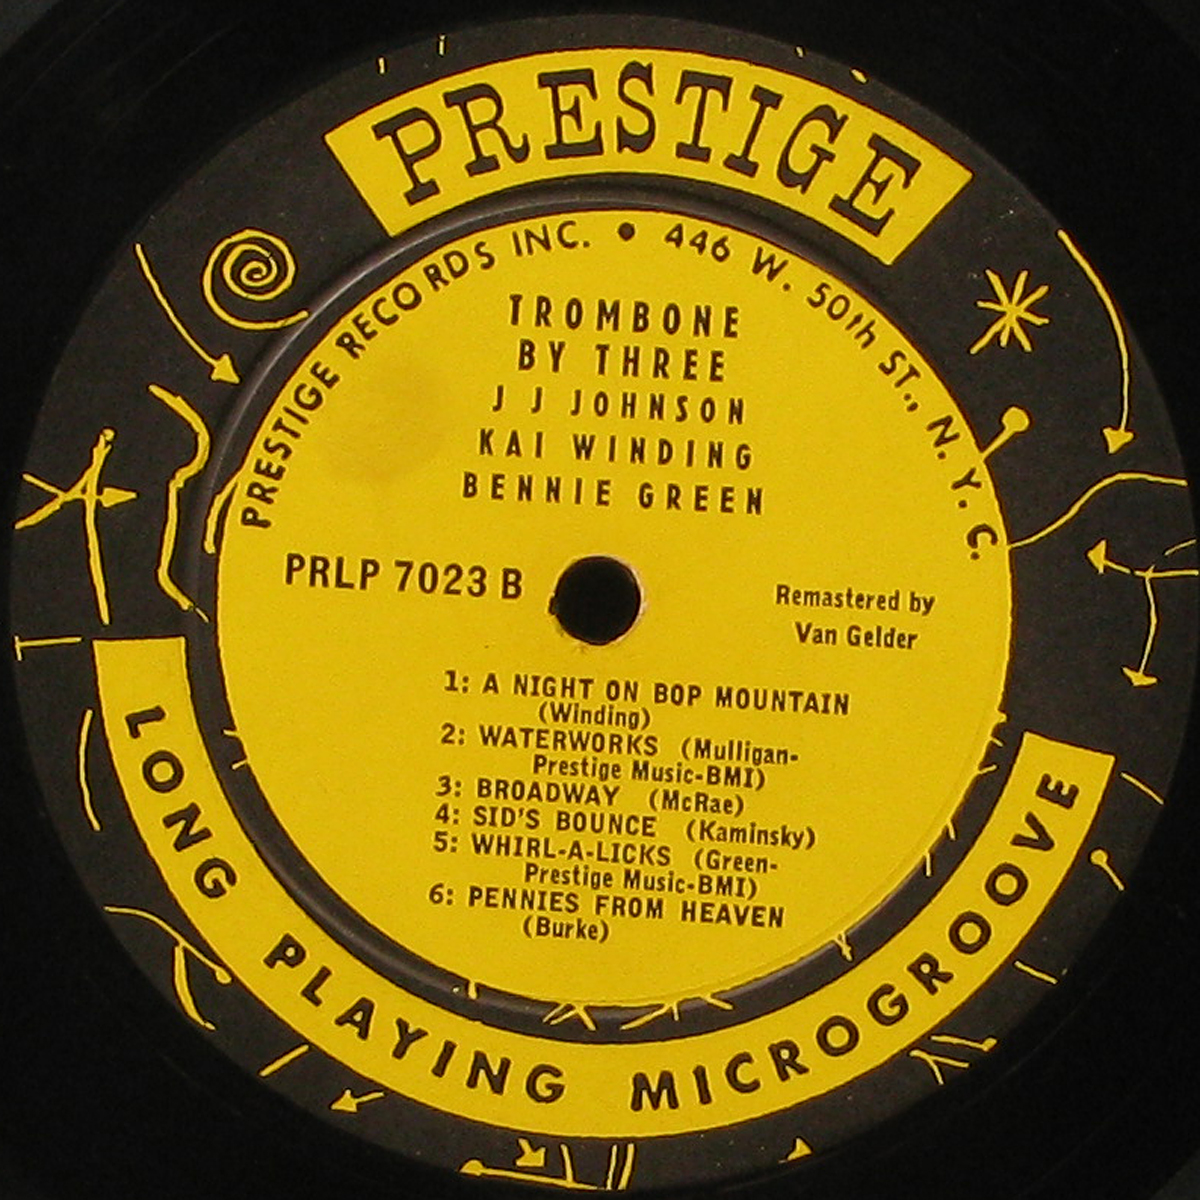 PRESTIGE
PRESTIGE RECORDS INC. • 446 W. 50th ST., N. Y. C.
TROMBONE
BY THREE
J J JOHNSON
KAI WINDING
BENNIE GREEN
PRLP 7023 B
Remastered by
Van Gelder
1: A NIGHT ON BOP MOUNTAIN
(Winding)
2: WATERWORKS (Mulligan-
Prestige Music-BMI)
3: BROADWAY (McRae)
4: SID'S BOUNCE (Kaminsky)
5: WHIRL-A-LICKS (Green-
Prestige Music-BMI)
6: PENNIES FROM HEAVEN
(Burke)
LONG PLAYING MICROGROOVE